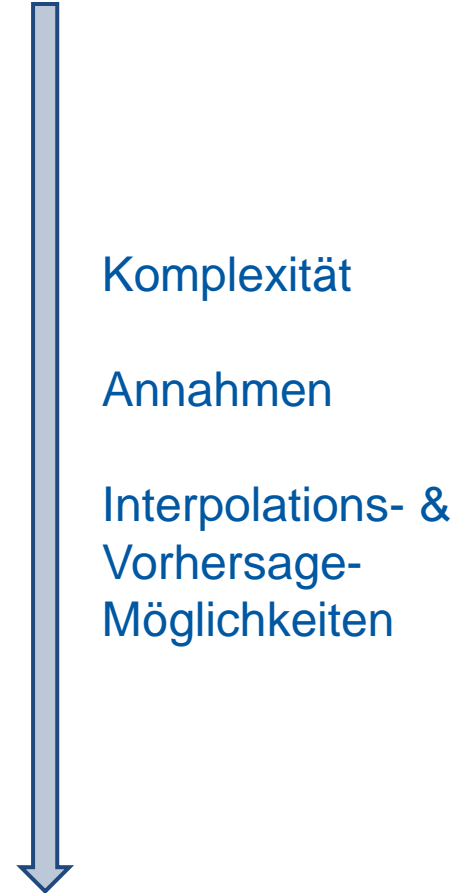 Komplexität
Annahmen
Interpolations- &
Vorhersage-
Möglichkeiten